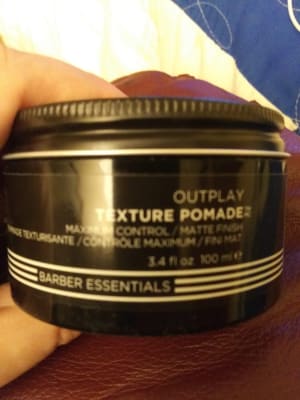 OUTPLAY
TEXTURE POMADE
MAXIMUM CONTROL / MATTE FINISH
TEXTURISANTE / CONTRÔLE MAXIMUM / FINI MAT
3.4 fl oz 100 ml ℮
BARBER ESSENTIALS